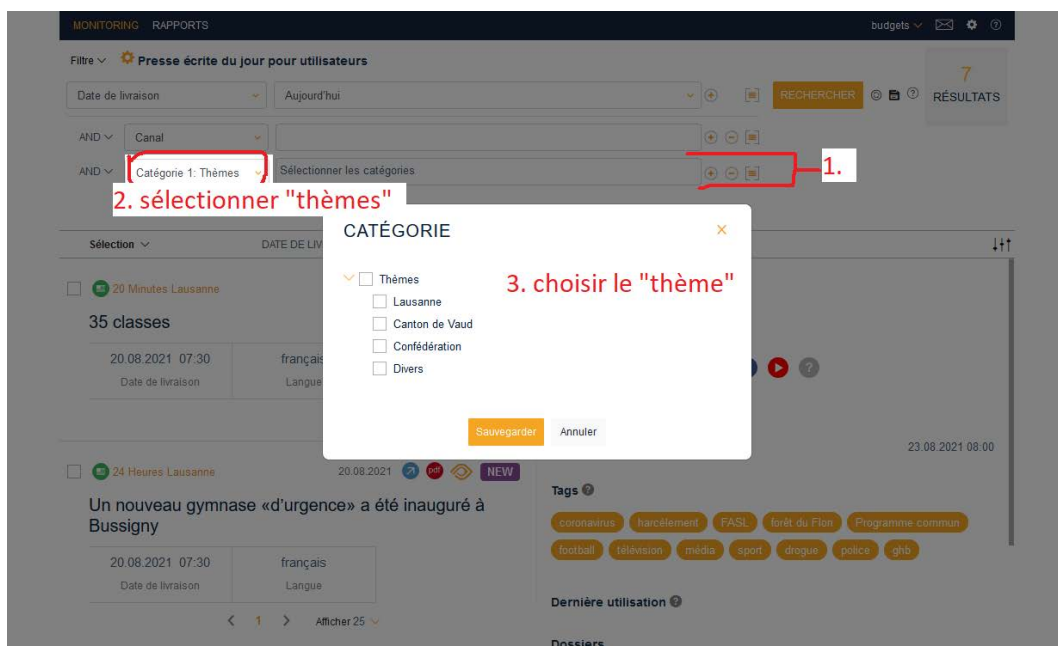 MONITORING RAPPORTS budgets
Filtre Presse écrite du jour pour utilisateurs
7
RÉSULTATS
Date de livraison Aujourd'hui RECHERCHER
AND Canal
AND Catégorie 1: Thèmes Sélectionner les catégories 1.
2. sélectionner "thèmes"
CATÉGORIE
Sélection DATE DE LIV
Thèmes
3. choisir le "thème"
Lausanne
Canton de Vaud
Confédération
Divers
Sauvegarder Annuler
20 Minutes Lausanne
35 classes
20.08.2021 07:30 français
Date de livraison Langue
23.08.2021 08:00
24 Heures Lausanne 20.08.2021 pdf NEW
Un nouveau gymnase «d'urgence» a été inauguré à
Bussigny
20.08.2021 07:30 français
Date de livraison Langue
1 Afficher 25
Tags
coronavirus harcèlement FASL forêt du Flon Programme commun
football télévision média sport drogue police ghb
Dernière utilisation
Dossiers